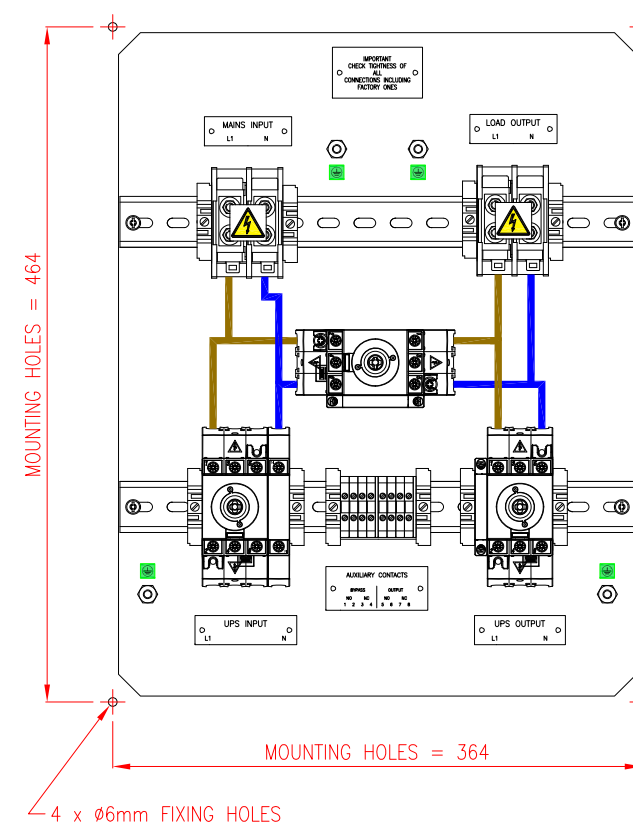 IMPORTANT
CHECK TIGHTNESS OF
ALL
CONNECTIONS INCLUDING
FACTORY ONES
MAINS INPUT
L1 N
LOAD OUTPUT
L1 N
MOUNTING HOLES = 464
AUXILIARY CONTACTS
BYPASS OUTPUT
NO NC NO NC
1 2 3 4 5 6 7 8
UPS INPUT
L1 N
UPS OUTPUT
L1 N
MOUNTING HOLES = 364
4 x Ø6mm FIXING HOLES